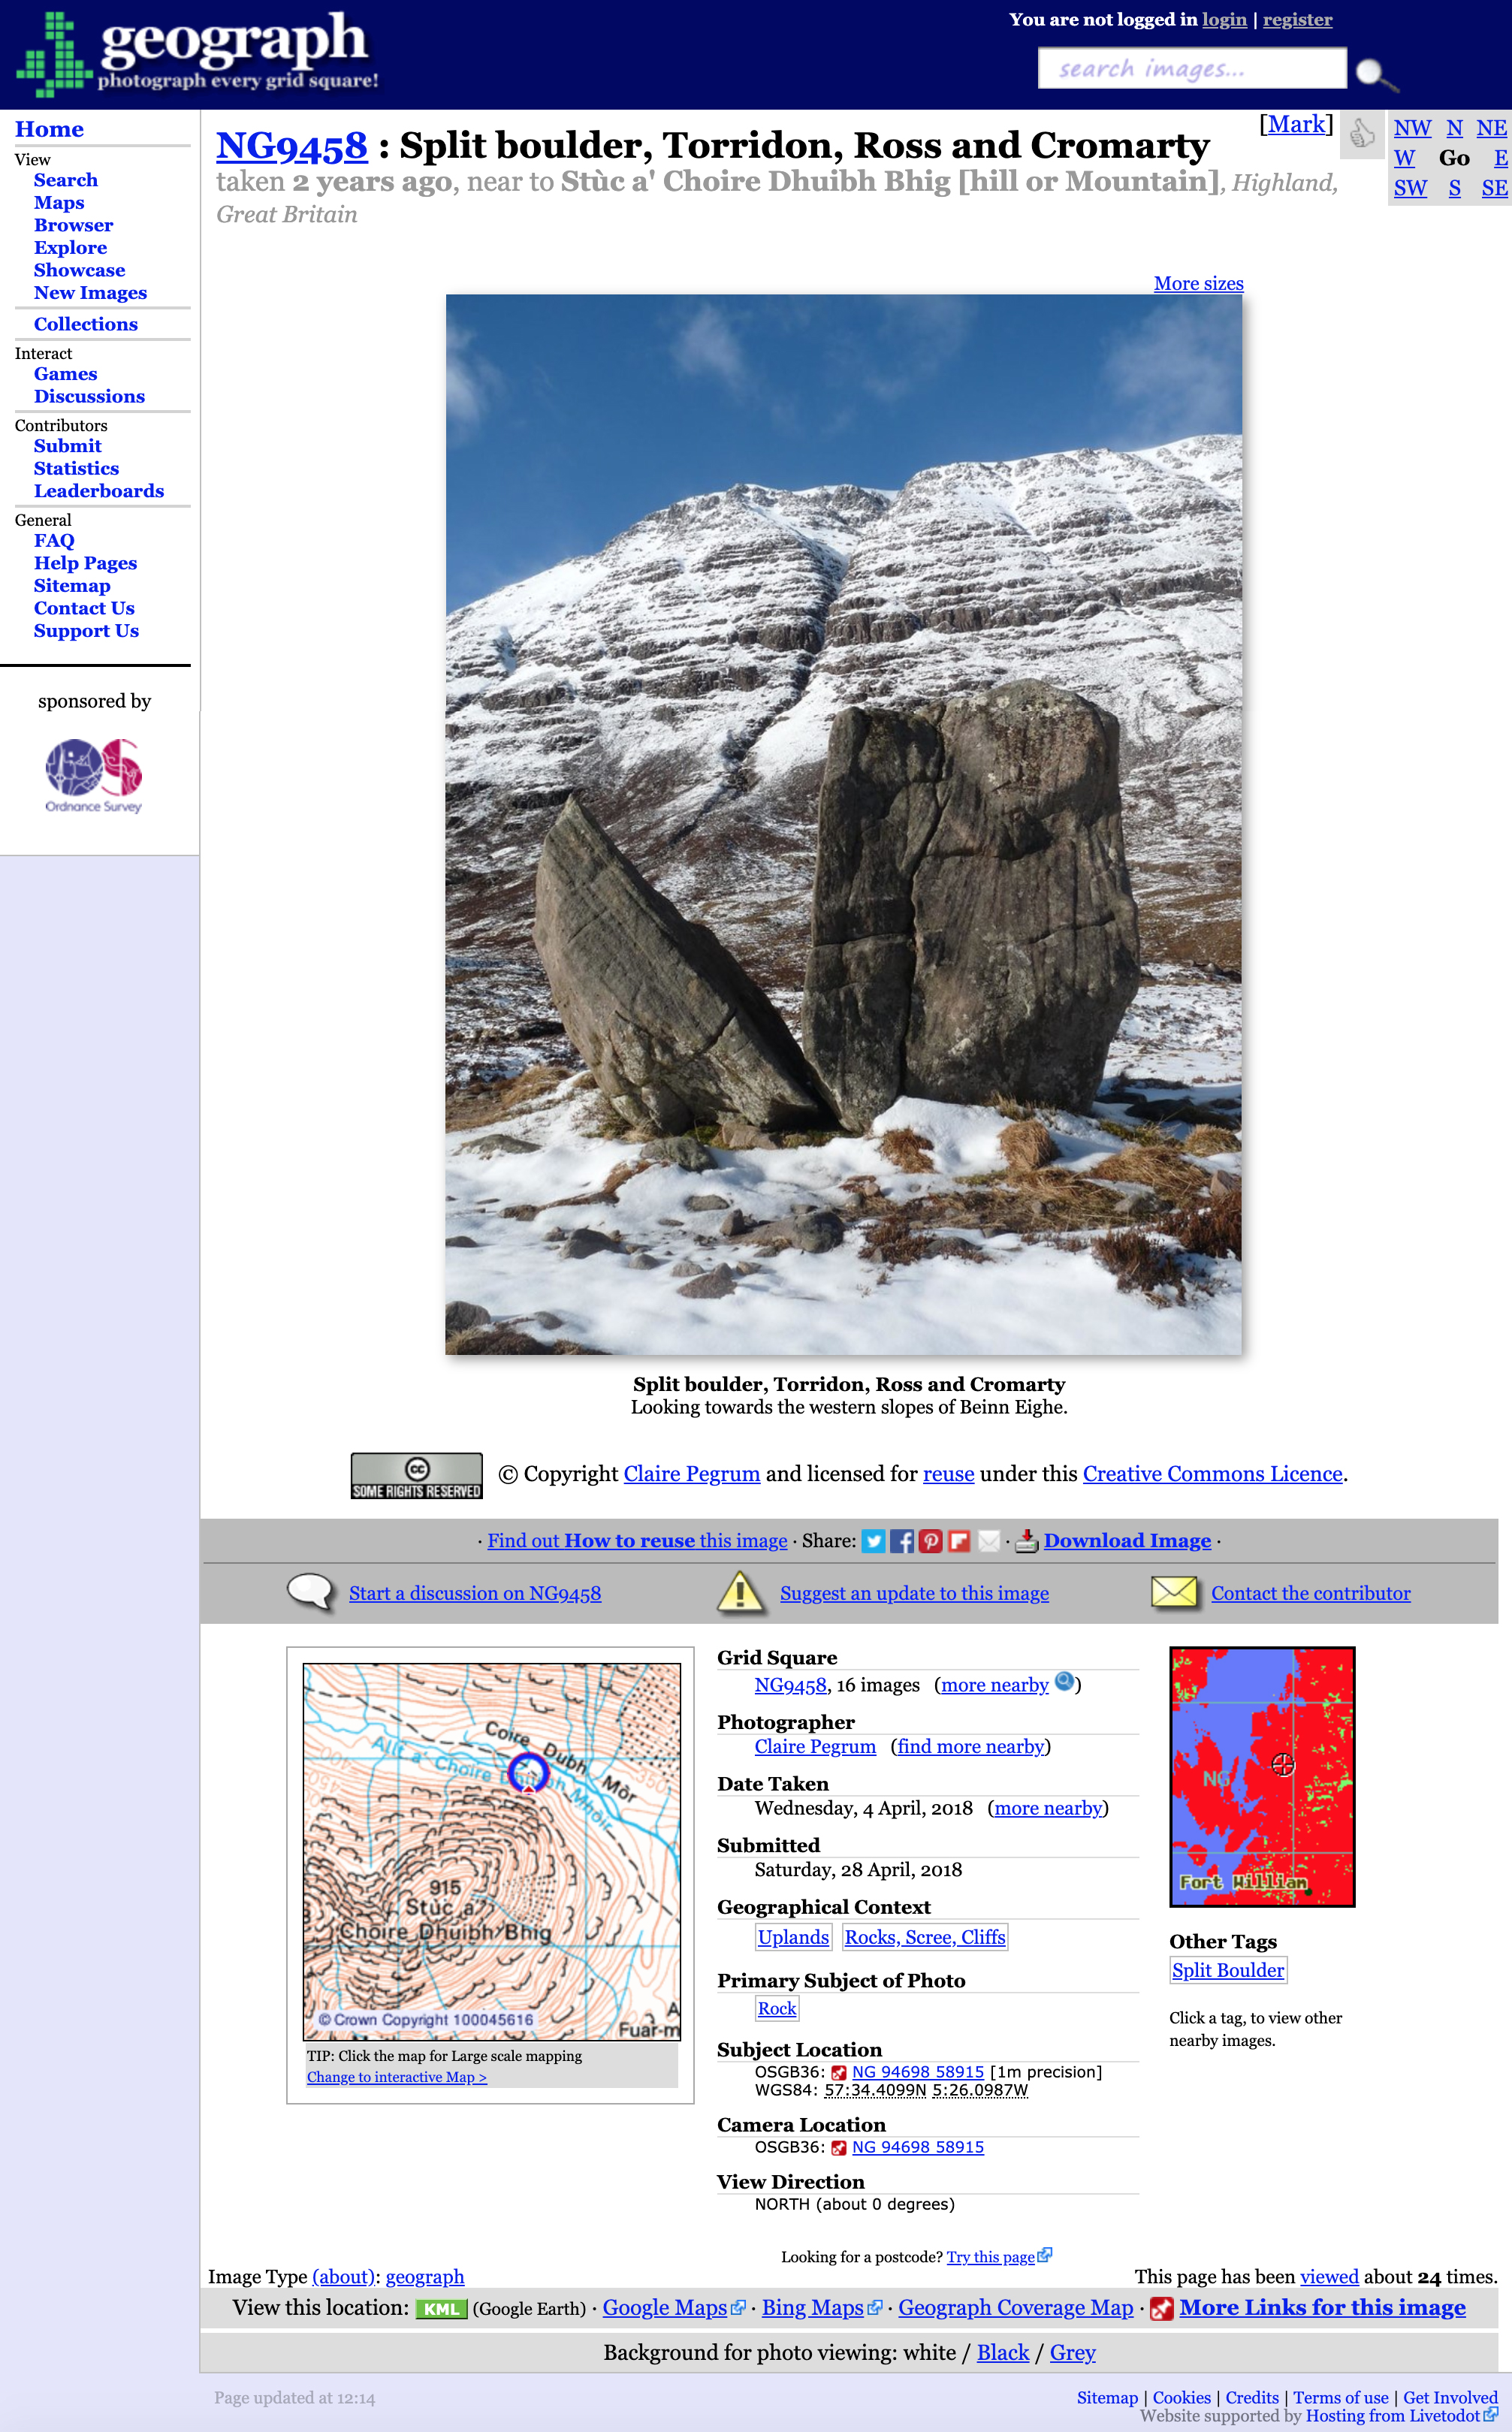 geograph
photograph every grid square!
You are not logged in login | register
search images...
Home
View
Search
Maps
Browser
Explore
Showcase
New Images
Collections
Interact
Games
Discussions
Contributors
Submit
Statistics
Leaderboards
General
FAQ
Help Pages
Sitemap
Contact Us
Support Us
sponsored by
OS
Ordnance Survey
NG9458 : Split boulder, Torridon, Ross and Cromarty
taken 2 years ago, near to Stùc a' Choire Dhuibh Bhig [hill or Mountain], Highland,
Great Britain
[Mark]
NW N NE
W Go E
SW S SE
More sizes
Split boulder, Torridon, Ross and Cromarty
Looking towards the western slopes of Beinn Eighe.
cc
SOME RIGHTS RESERVED
© Copyright Claire Pegrum and licensed for reuse under this Creative Commons Licence.
· Find out How to reuse this image · Share: · Download Image ·
Start a discussion on NG9458
Suggest an update to this image
Contact the contributor
Coire Dubh Mòr
Allt a' Choire Dhuibh Mhòir
915
Stùc a'
Choire Dhuibh Bhig
© Crown Copyright 100045616
A
Fuar-m
TIP: Click the map for Large scale mapping
Change to interactive Map >
Grid Square
NG9458, 16 images (more nearby )
Photographer
Claire Pegrum (find more nearby)
Date Taken
Wednesday, 4 April, 2018 (more nearby)
Submitted
Saturday, 28 April, 2018
Geographical Context
Uplands Rocks, Scree, Cliffs
Primary Subject of Photo
Rock
Subject Location
OSGB36: NG 94698 58915 [1m precision]
WGS84: 57:34.4099N 5:26.0987W
Camera Location
OSGB36: NG 94698 58915
View Direction
NORTH (about 0 degrees)
NG
Fort William
Other Tags
Split Boulder
Click a tag, to view other
nearby images.
Looking for a postcode? Try this page
Image Type (about): geograph
This page has been viewed about 24 times.
View this location: KML (Google Earth) · Google Maps · Bing Maps · Geograph Coverage Map · More Links for this image
Background for photo viewing: white / Black / Grey
Page updated at 12:14
Sitemap | Cookies | Credits | Terms of use | Get Involved
Website supported by Hosting from Livetodot